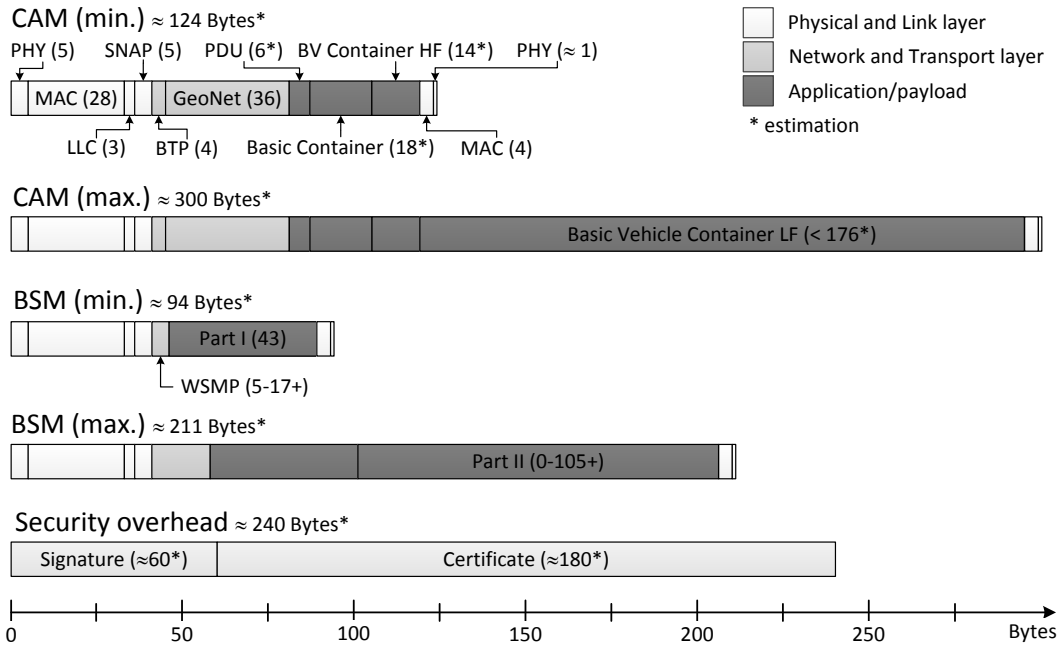 CAM (min.) ≈ 124 Bytes*
PHY (5) SNAP (5) PDU (6*) BV Container HF (14*) PHY (≈ 1)
MAC (28) GeoNet (36)
LLC (3) BTP (4) Basic Container (18*) MAC (4)
Physical and Link layer
Network and Transport layer
Application/payload
* estimation
CAM (max.) ≈ 300 Bytes*
Basic Vehicle Container LF (< 176*)
BSM (min.) ≈ 94 Bytes*
Part I (43)
WSMP (5-17+)
BSM (max.) ≈ 211 Bytes*
Part II (0-105+)
Security overhead ≈ 240 Bytes*
Signature (≈60*) Certificate (≈180*)
0 50 100 150 200 250 Bytes